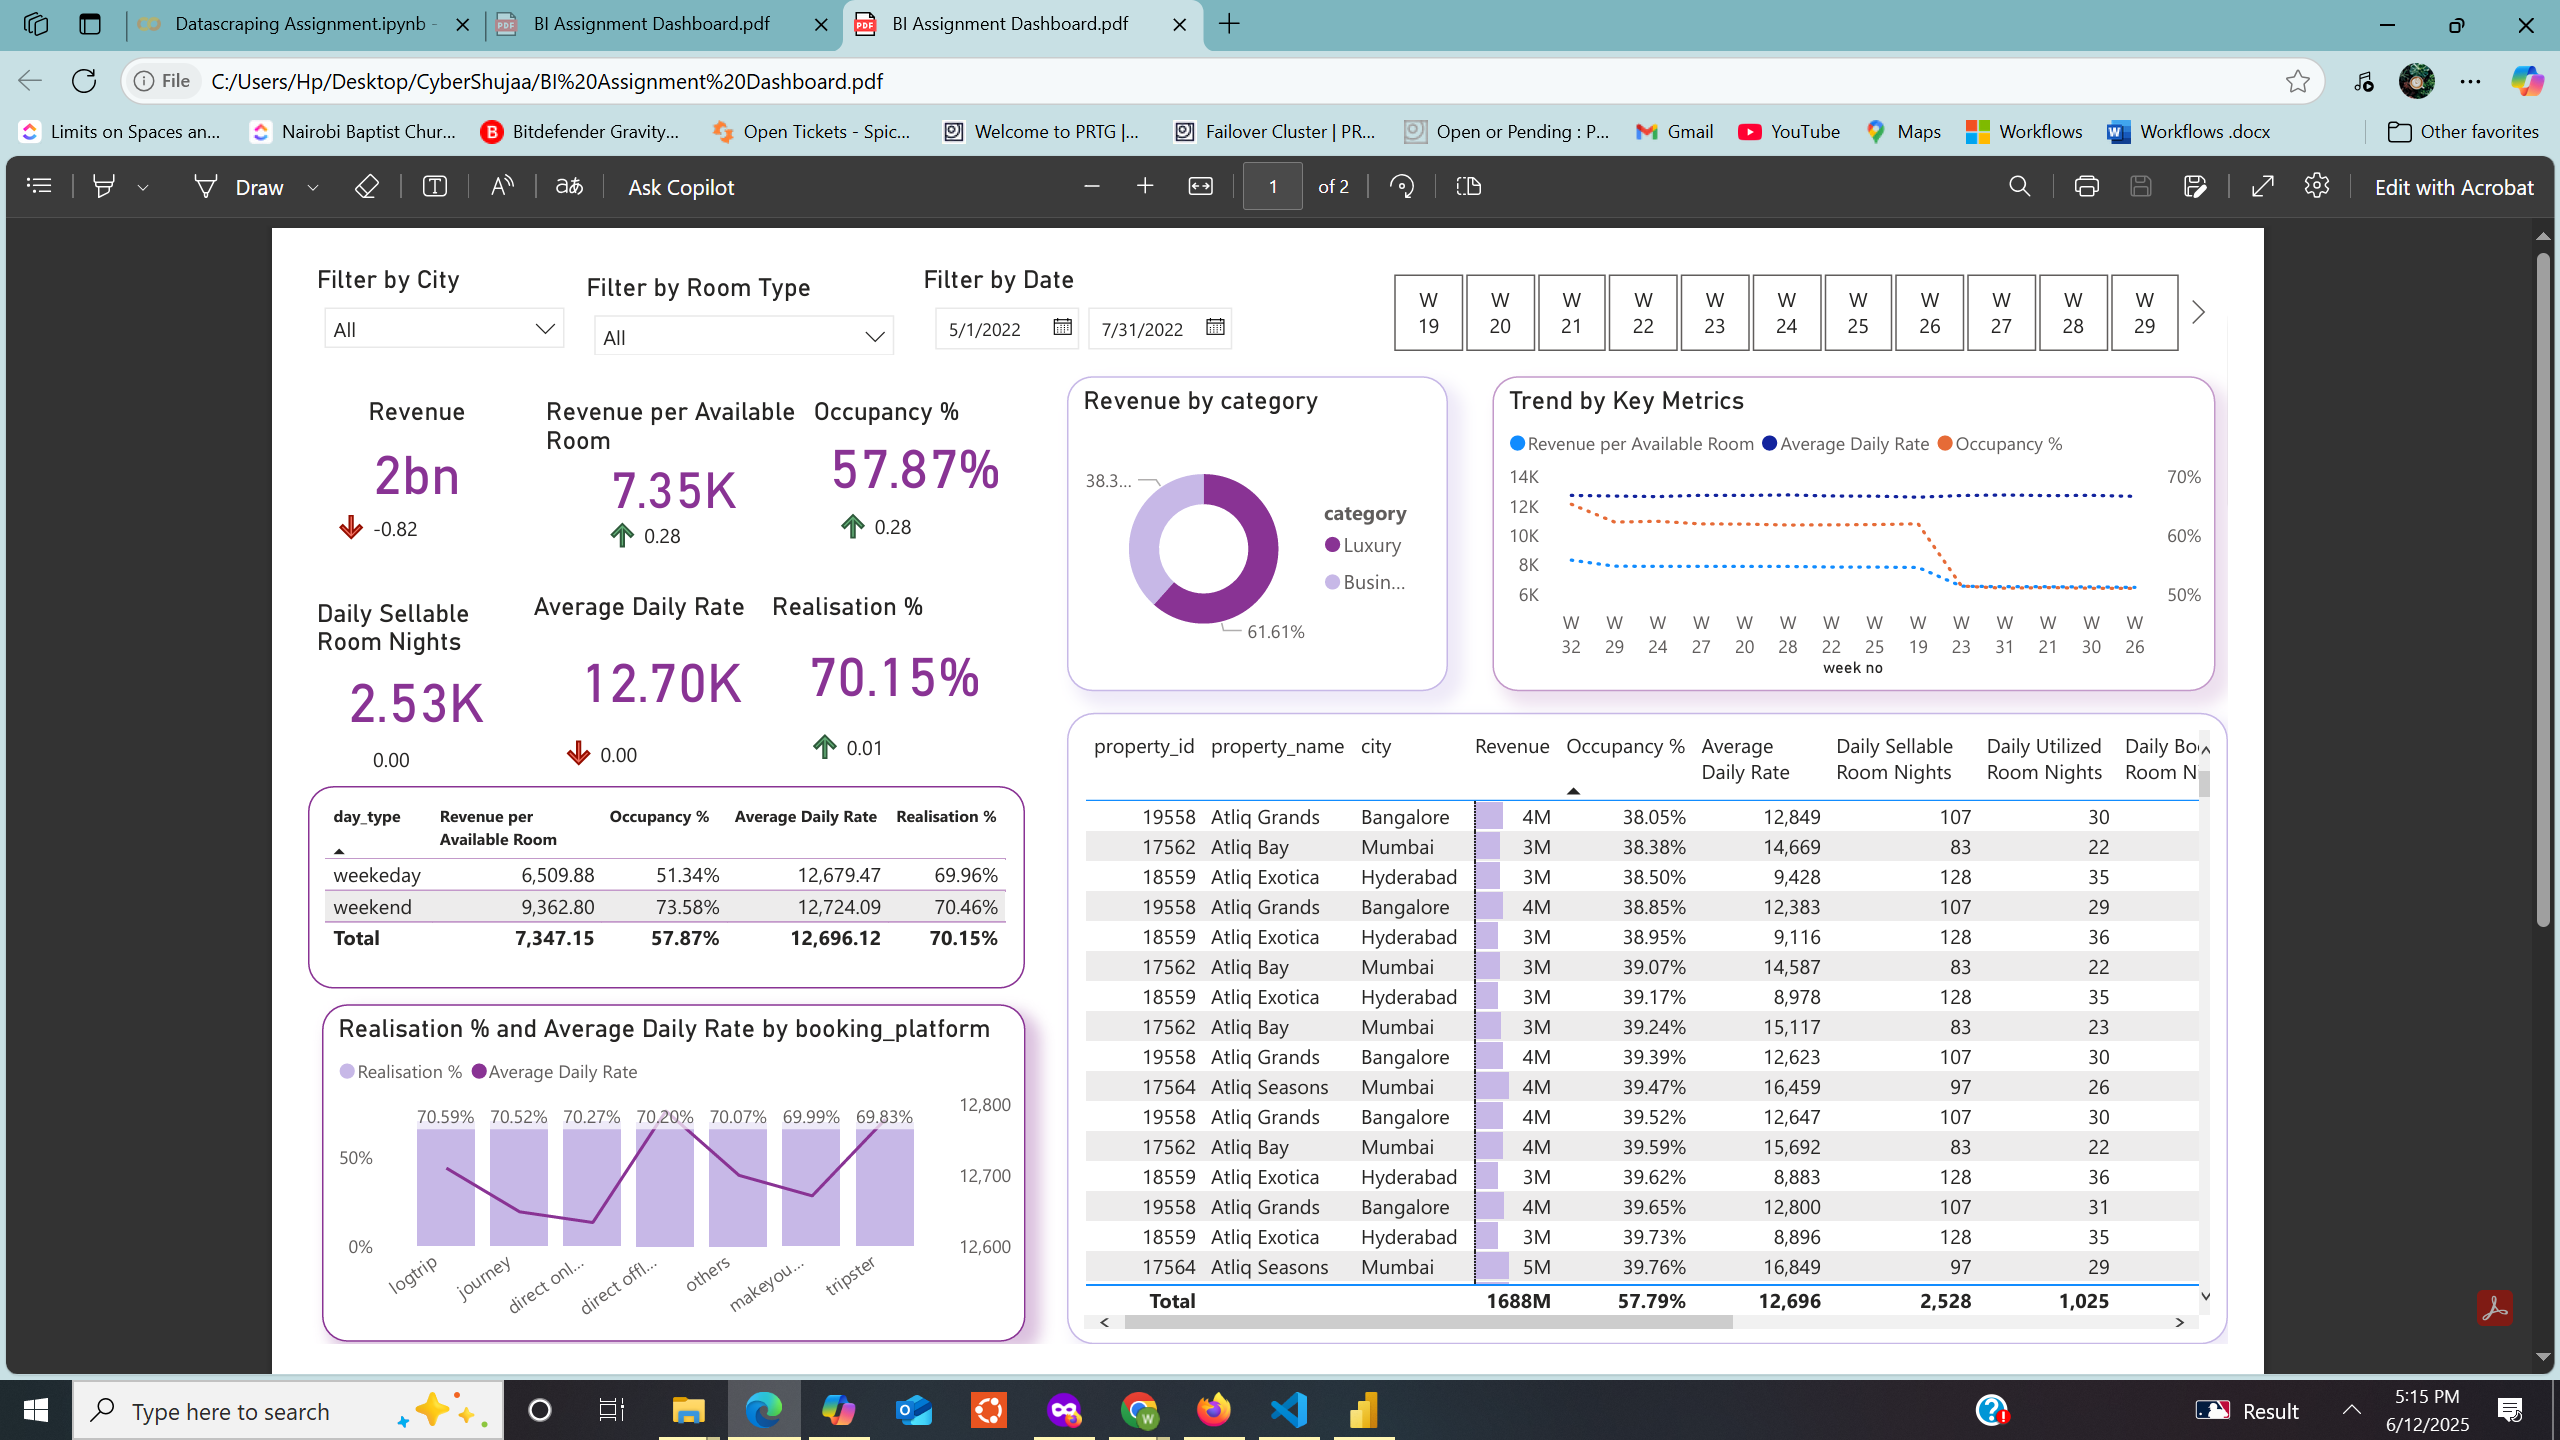 Datascraping Assignment.ipynb -
BI Assignment Dashboard.pdf
BI Assignment Dashboard.pdf
File
C:/Users/Hp/Desktop/CyberShujaa/BI%20Assignment%20Dashboard.pdf
Limits on Spaces an...
Nairobi Baptist Chur...
Bitdefender Gravity...
Open Tickets - Spic...
Welcome to PRTG |...
Failover Cluster | PR...
Open or Pending : P...
Gmail
YouTube
Maps
Workflows
Workflows .docx
Other favorites
Draw
Ask Copilot
1
of 2
Edit with Acrobat
Filter by City
All
Filter by Room Type
All
Filter by Date
5/1/2022
7/31/2022
W 19
W 20
W 21
W 22
W 23
W 24
W 25
W 26
W 27
W 28
W 29
Revenue
2bn
-0.82
Revenue per Available
Room
7.35K
0.28
Occupancy %
57.87%
0.28
Daily Sellable
Room Nights
2.53K
0.00
Average Daily Rate
12.70K
0.00
Realisation %
70.15%
0.01
Revenue by category
38.3...
61.61%
category
Luxury
Busin...
Trend by Key Metrics
Revenue per Available Room Average Daily Rate Occupancy %
14K
12K
10K
8K
6K
70%
60%
50%
W W W W W W W W W W W W W W
32 29 24 27 20 28 22 25 19 23 31 21 30 26
week no
day_type Revenue per Occupancy % Average Daily Rate Realisation %
Available Room
weekeday 6,509.88 51.34% 12,679.47 69.96%
weekend 9,362.80 73.58% 12,724.09 70.46%
Total 7,347.15 57.87% 12,696.12 70.15%
Realisation % and Average Daily Rate by booking_platform
Realisation % Average Daily Rate
70.59% 70.52% 70.27% 70.20% 70.07% 69.99% 69.83%
50%
0%
12,800
12,700
12,600
logtrip
journey
direct onl...
direct offl...
others
makeyou...
tripster
property_id property_name city Revenue Occupancy % Average Daily Sellable Daily Utilized Daily Bo
Daily Rate Room Nights Room Nights Room N
19558 Atliq Grands Bangalore 4M 38.05% 12,849 107 30
17562 Atliq Bay Mumbai 3M 38.38% 14,669 83 22
18559 Atliq Exotica Hyderabad 3M 38.50% 9,428 128 35
19558 Atliq Grands Bangalore 4M 38.85% 12,383 107 29
18559 Atliq Exotica Hyderabad 3M 38.95% 9,116 128 36
17562 Atliq Bay Mumbai 3M 39.07% 14,587 83 22
18559 Atliq Exotica Hyderabad 3M 39.17% 8,978 128 35
17562 Atliq Bay Mumbai 3M 39.24% 15,117 83 23
19558 Atliq Grands Bangalore 4M 39.39% 12,623 107 30
17564 Atliq Seasons Mumbai 4M 39.47% 16,459 97 26
19558 Atliq Grands Bangalore 4M 39.52% 12,647 107 30
17562 Atliq Bay Mumbai 4M 39.59% 15,692 83 22
18559 Atliq Exotica Hyderabad 3M 39.62% 8,883 128 36
19558 Atliq Grands Bangalore 4M 39.65% 12,800 107 31
18559 Atliq Exotica Hyderabad 3M 39.73% 8,896 128 35
17564 Atliq Seasons Mumbai 5M 39.76% 16,849 97 29
Total 1688M 57.79% 12,696 2,528 1,025
Type here to search
Result
5:15 PM
6/12/2025